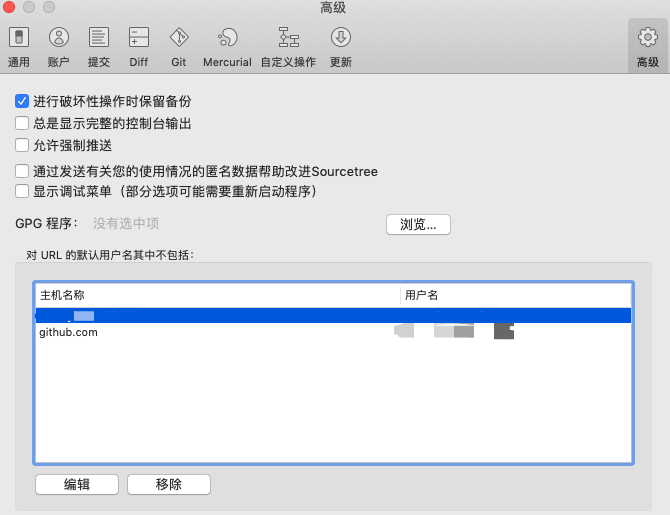 高级
通用 账户 提交 Diff Git Mercurial 自定义操作 更新 高级
进行破坏性操作时保留备份
总是显示完整的控制台输出
允许强制推送
通过发送有关您的使用情况的匿名数据帮助改进Sourcetree
显示调试菜单（部分选项可能需要重新启动程序）
GPG 程序： 没有选中项 浏览...
对 URL 的默认用户名其中不包括：
主机名称 用户名
github.com
编辑 移除